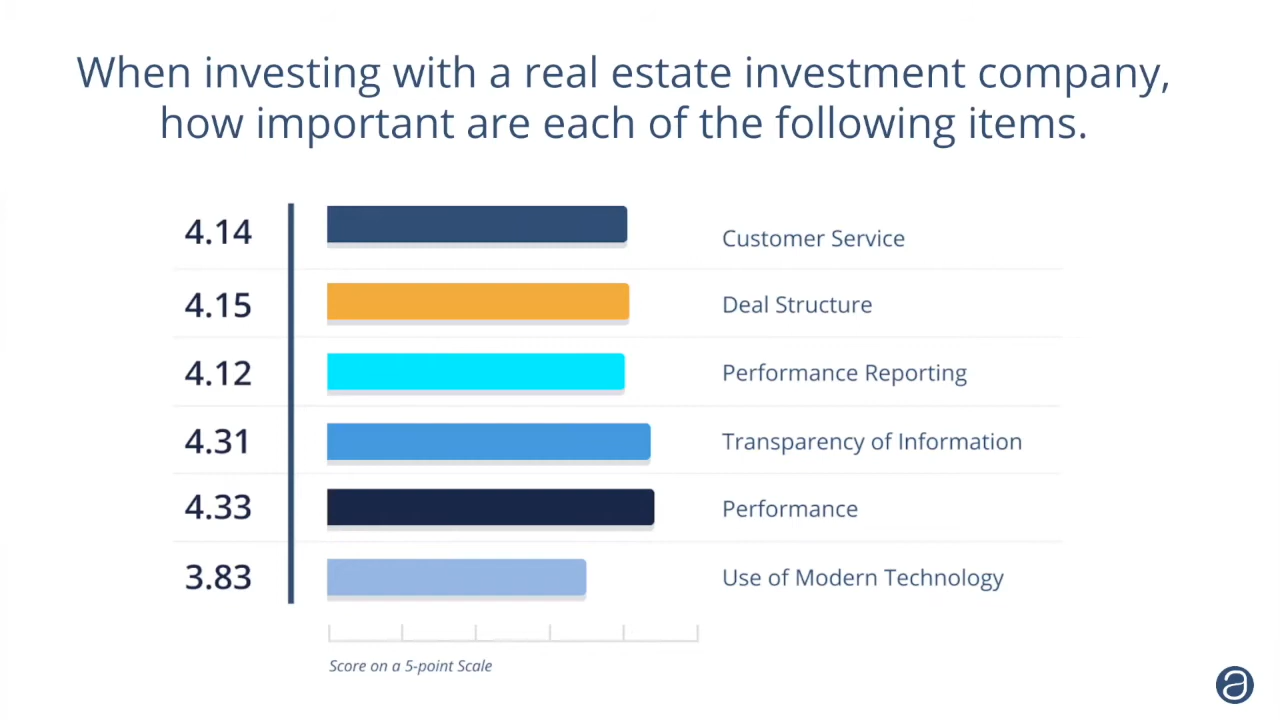 When investing with a real estate investment company,
how important are each of the following items.
4.14 Customer Service
4.15 Deal Structure
4.12 Performance Reporting
4.31 Transparency of Information
4.33 Performance
3.83 Use of Modern Technology
Score on a 5-point Scale